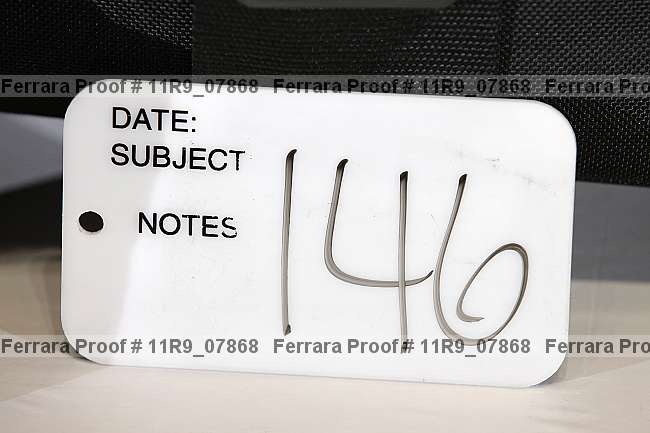 Ferrara Proof # 11R9_07868 Ferrara Proof # 11R9_07868 Ferrara Pro
DATE:
SUBJECT
NOTES
146
Ferrara Proof # 11R9_07868 Ferrara Proof # 11R9_07868 Ferrara Pro